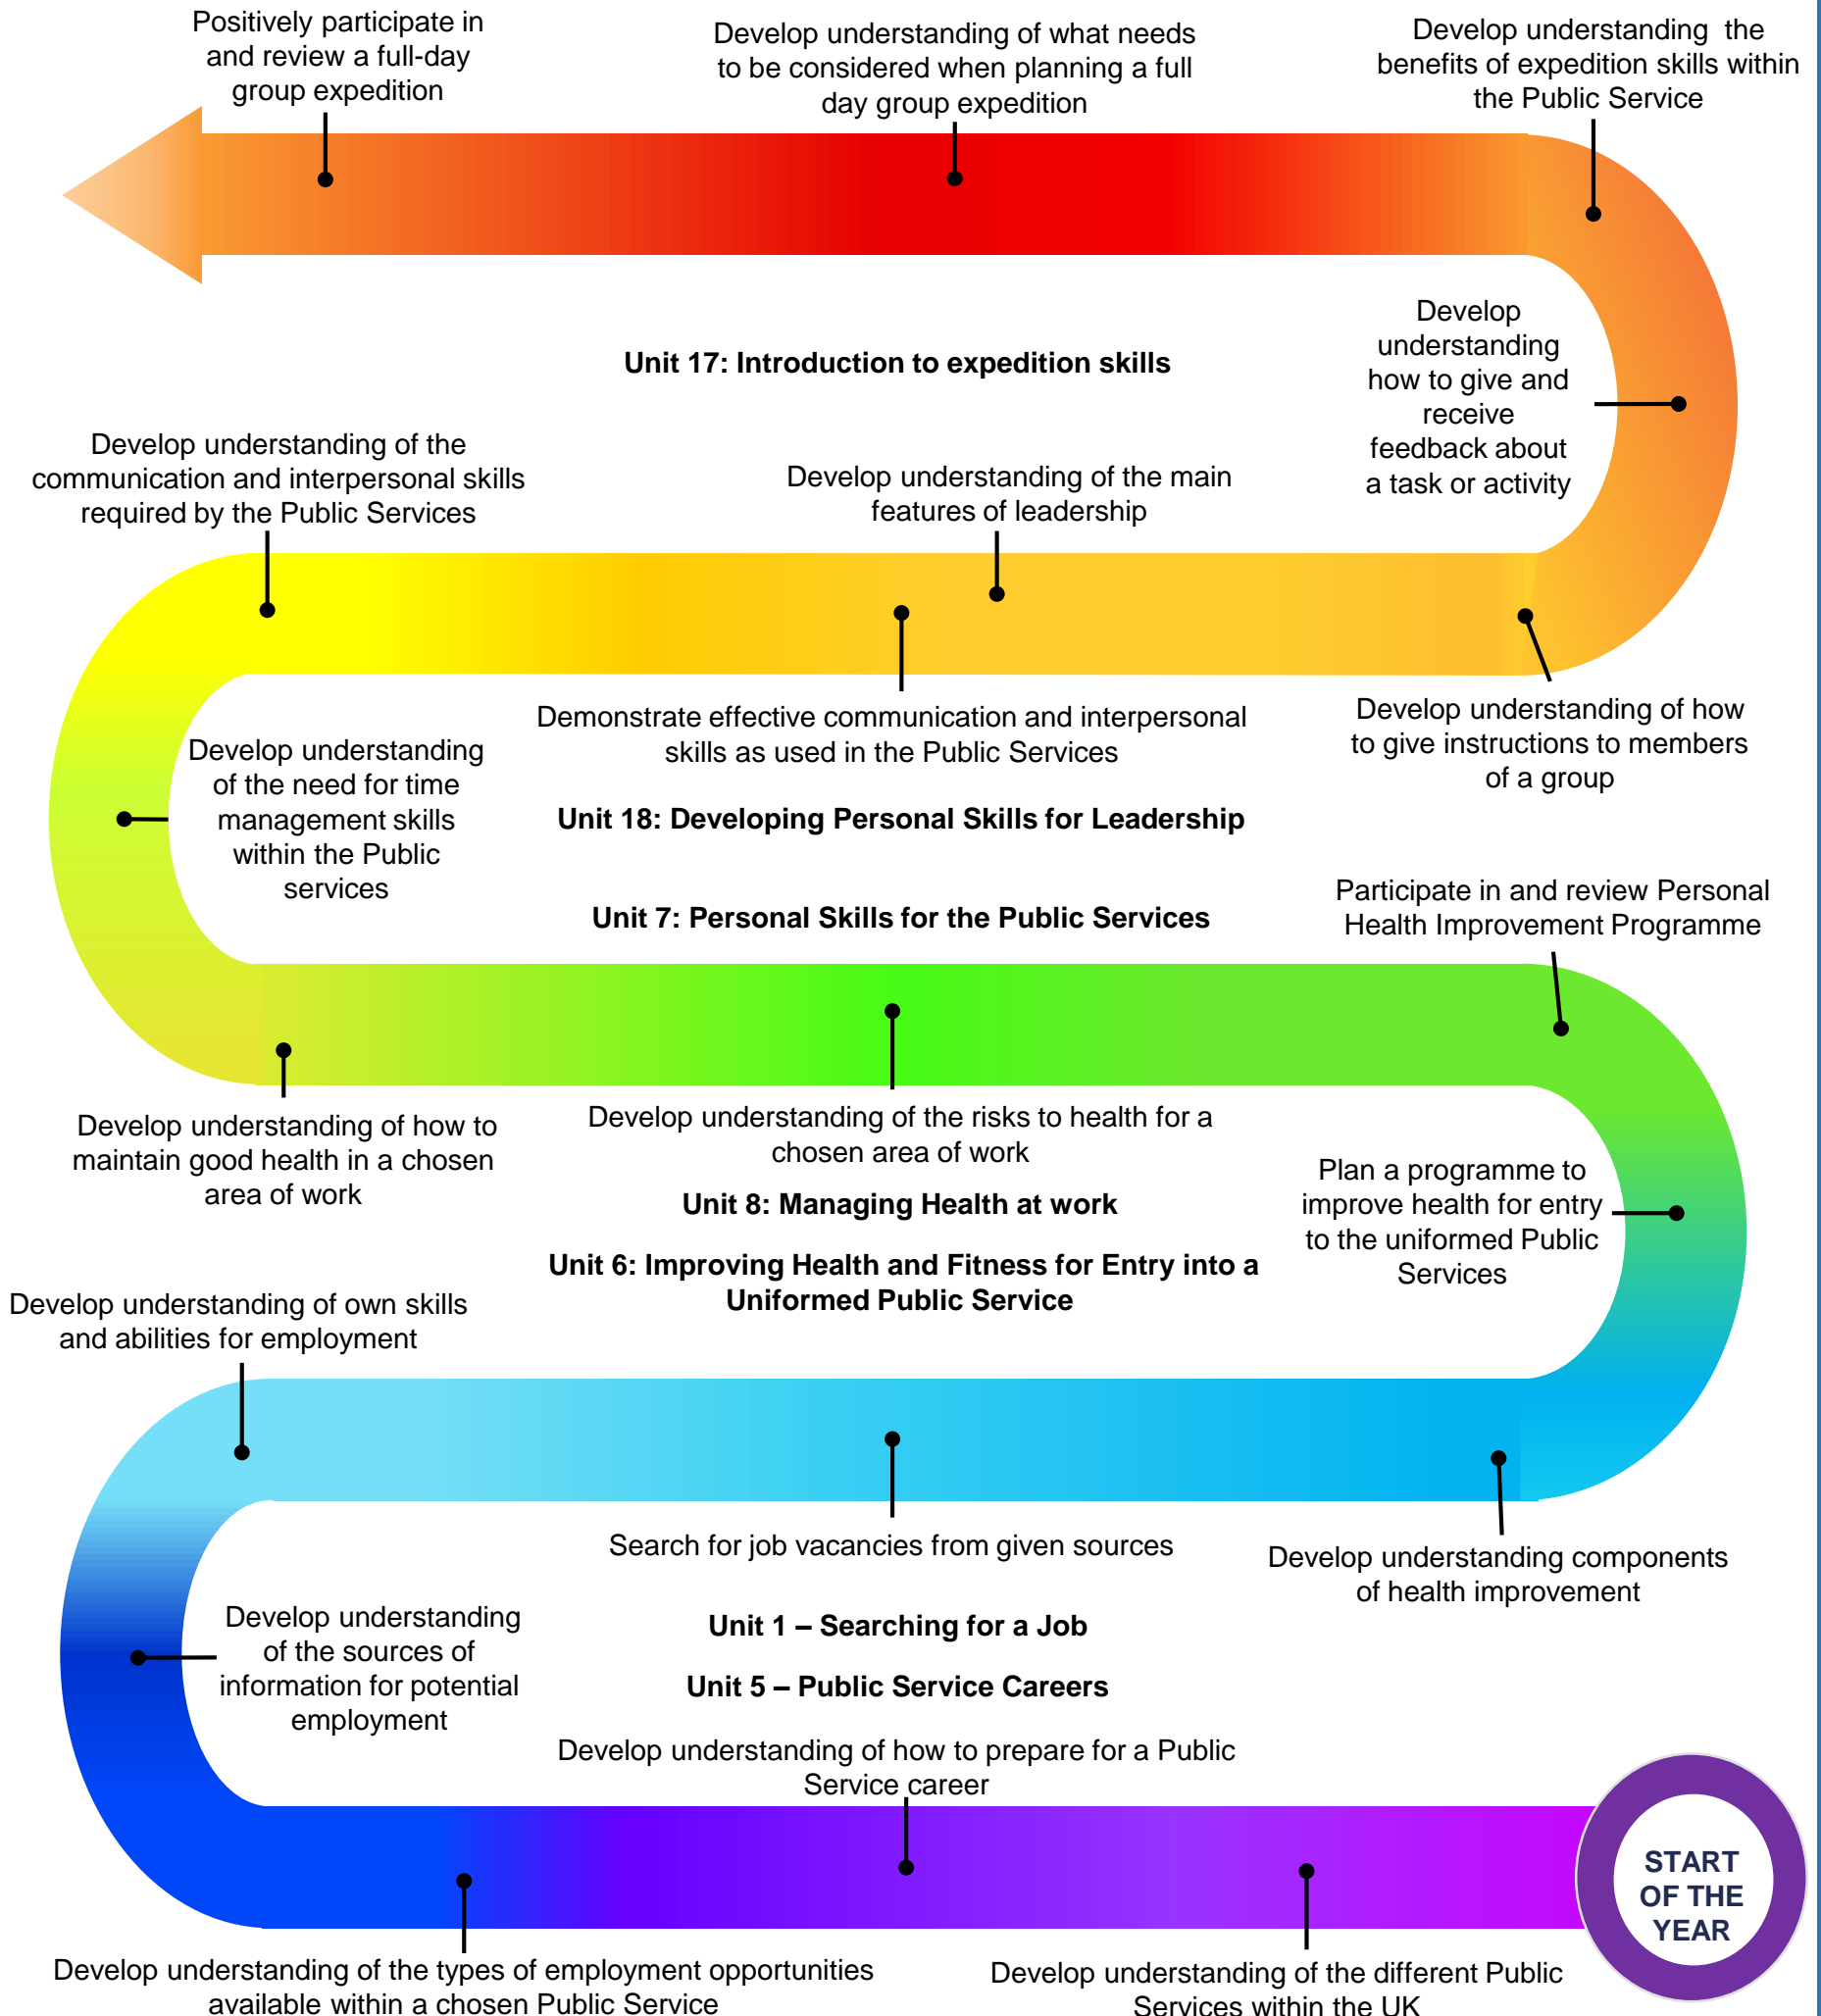 Positively participate in
and review a full-day
group expedition
Develop understanding of what needs
to be considered when planning a full
day group expedition
Develop understanding  the
benefits of expedition skills within
the Public Service
Unit 17: Introduction to expedition skills
Develop
understanding
how to give and
receive
feedback about
a task or activity
Develop understanding of the
communication and interpersonal skills
required by the Public Services
Develop understanding of the main
features of leadership
Demonstrate effective communication and interpersonal
skills as used in the Public Services
Develop understanding of how
to give instructions to members
of a group
Develop understanding
of the need for time
management skills
within the Public
services
Unit 18: Developing Personal Skills for Leadership
Unit 7: Personal Skills for the Public Services
Participate in and review Personal
Health Improvement Programme
Develop understanding of how to
maintain good health in a chosen
area of work
Develop understanding of the risks to health for a
chosen area of work
Unit 8: Managing Health at work
Unit 6: Improving Health and Fitness for Entry into a
Uniformed Public Service
Plan a programme to
improve health for entry
to the uniformed Public
Services
Develop understanding of own skills
and abilities for employment
Search for job vacancies from given sources
Develop understanding components
of health improvement
Develop understanding
of the sources of
information for potential
employment
Unit 1 – Searching for a Job
Unit 5 – Public Service Careers
Develop understanding of how to prepare for a Public
Service career
START
OF THE
YEAR
Develop understanding of the types of employment opportunities
available within a chosen Public Service
Develop understanding of the different Public
Services within the UK